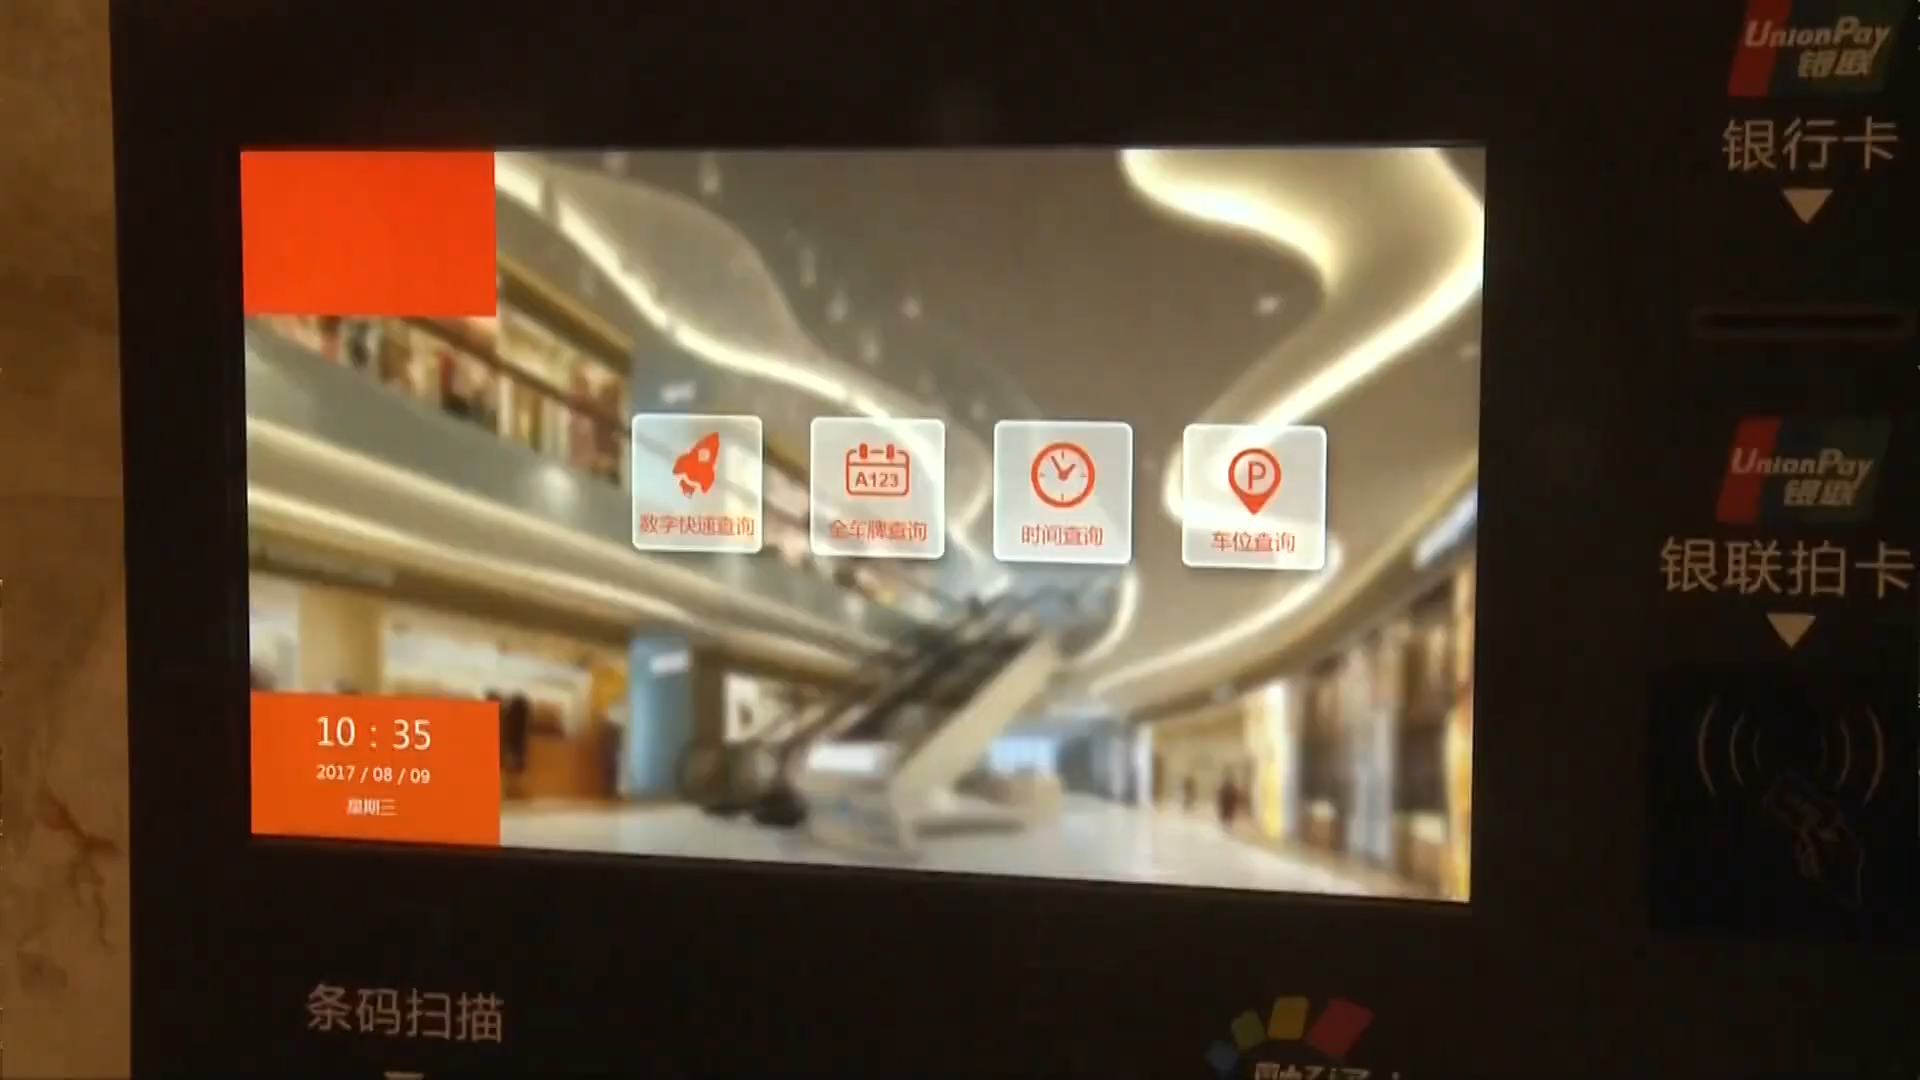 UnionPay
银联
银行卡
数字快速查询
A123
全车牌查询
时间查询
P
车位查询
UnionPay
银联
银联拍卡
10 : 35
2017 / 08 / 09
星期三
条码扫描